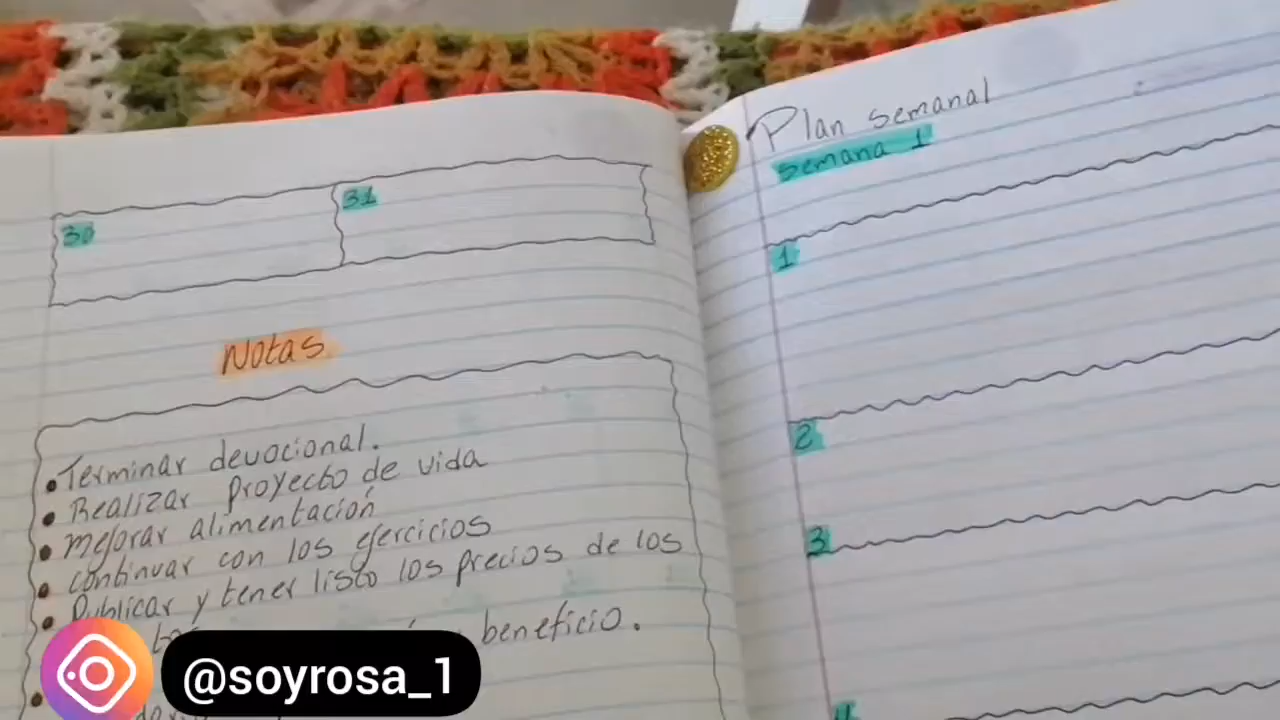 30
31
Notas.
• Terminar devocional.
• Realizar proyecto de vida
• Mejorar alimentación
• continuar con los ejercicios
• Publicar y tener listo los precios de los
beneficio.
@soyrosa_1
Plan semanal
Semana 1
1
2
3
4